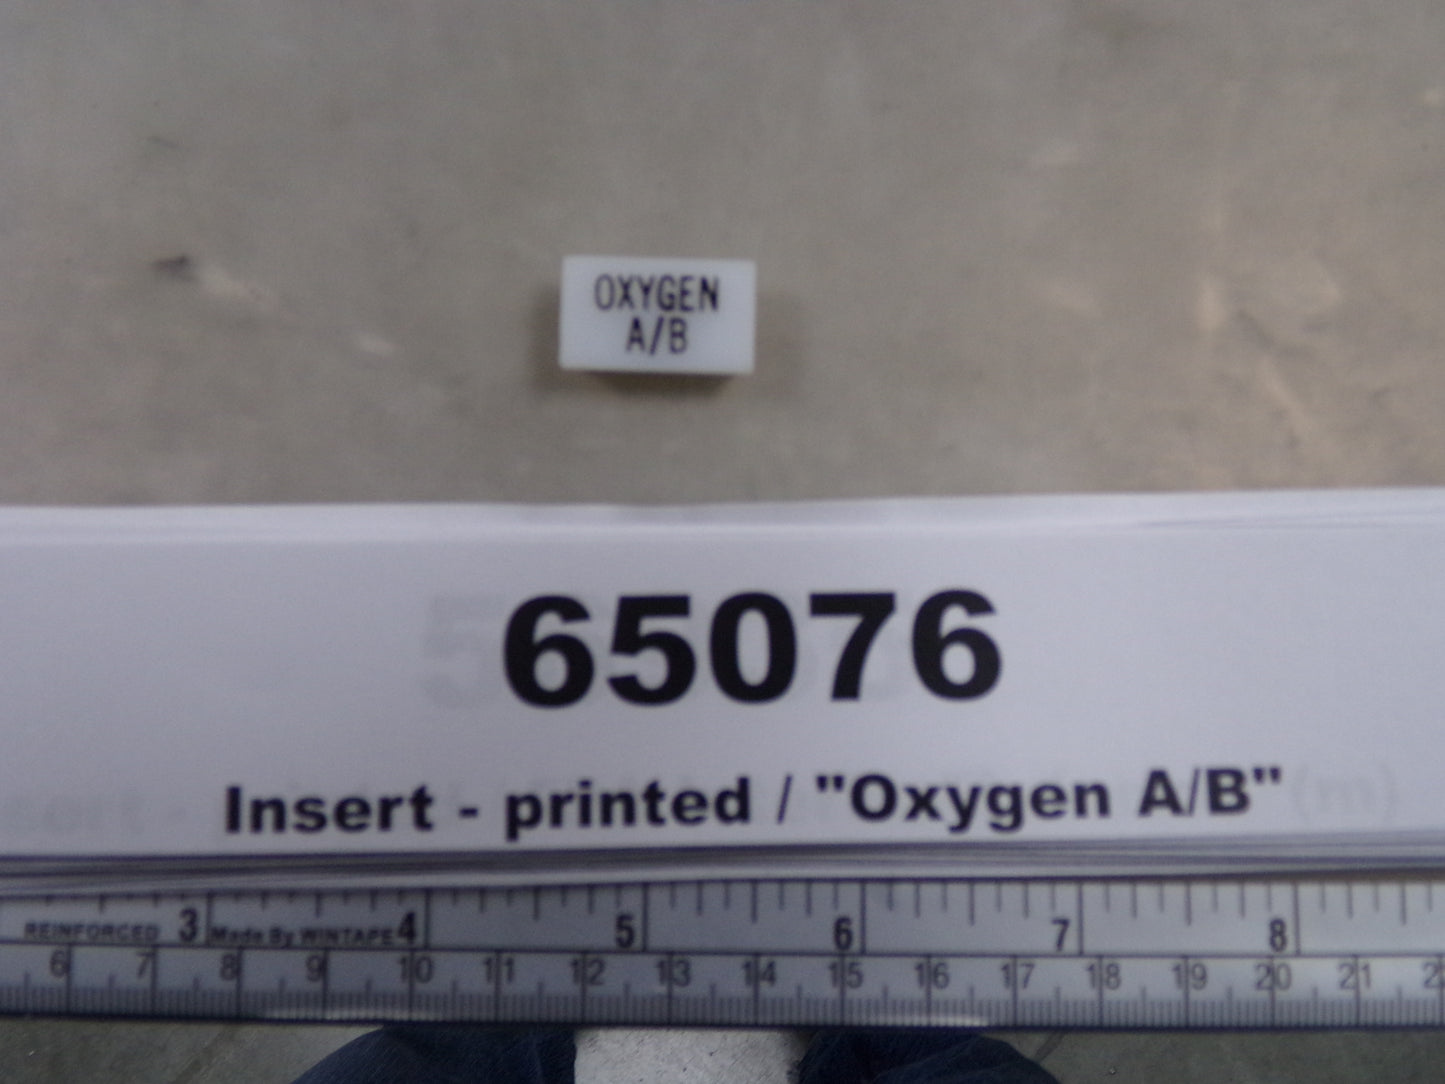 OXYGEN
A/B
65076
Insert - printed / "Oxygen A/B"
REINFORCED 3 Made By WINTAPE 4 5 6 7 8
6 7 8 9 10 11 12 13 14 15 16 17 18 19 20 21